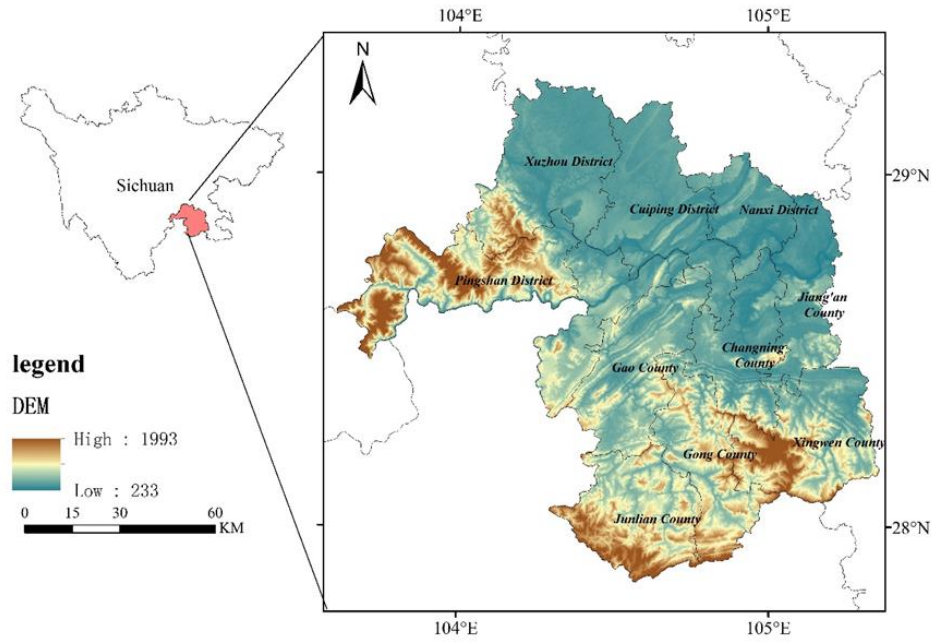 104°E
105°E
N
Sichuan
Xuzhou District
29°N
Cuiping District
Nanxi District
Pingshan District
Jiang'an
County
legend
Changning
County
Gao County
DEM
High : 1993
Xingwen County
Gong County
Low : 233
0 15 30 60
KM
Junlian County
28°N
104°E
105°E